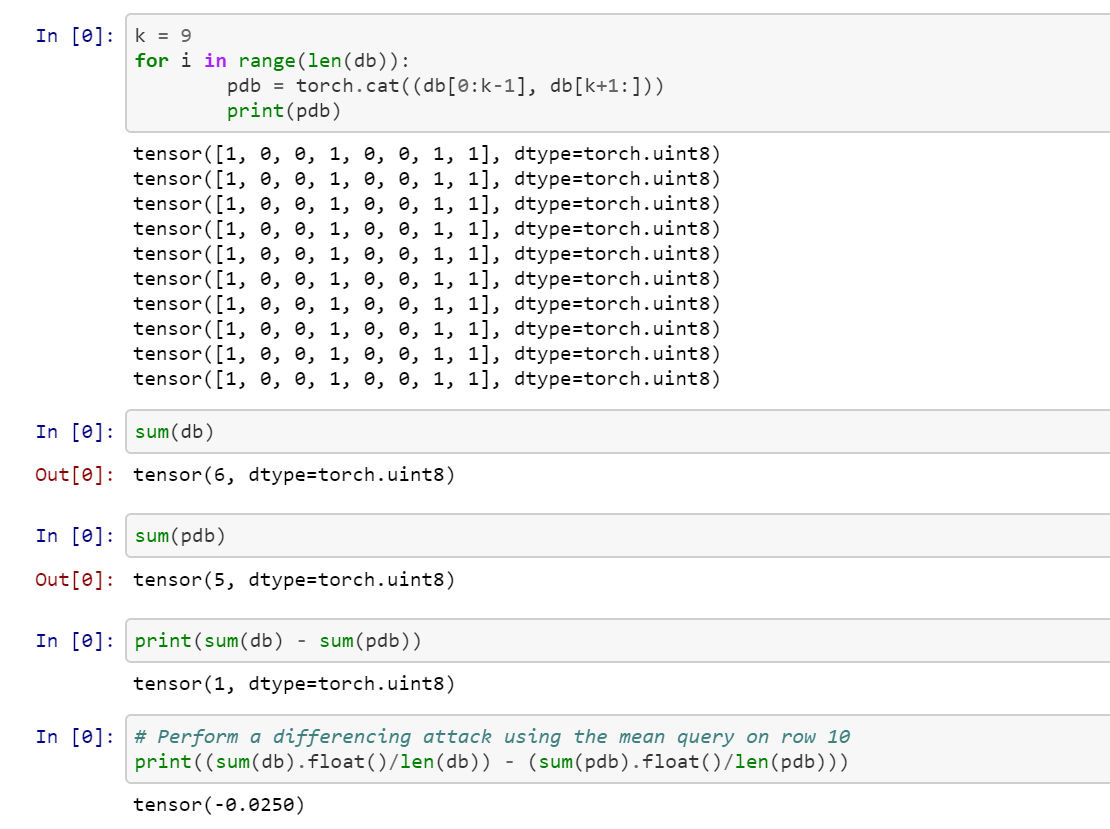 In [0]: k = 9
for i in range(len(db)):
        pdb = torch.cat((db[0:k-1], db[k+1:]))
        print(pdb)
tensor([1, 0, 0, 1, 0, 0, 1, 1], dtype=torch.uint8)
tensor([1, 0, 0, 1, 0, 0, 1, 1], dtype=torch.uint8)
tensor([1, 0, 0, 1, 0, 0, 1, 1], dtype=torch.uint8)
tensor([1, 0, 0, 1, 0, 0, 1, 1], dtype=torch.uint8)
tensor([1, 0, 0, 1, 0, 0, 1, 1], dtype=torch.uint8)
tensor([1, 0, 0, 1, 0, 0, 1, 1], dtype=torch.uint8)
tensor([1, 0, 0, 1, 0, 0, 1, 1], dtype=torch.uint8)
tensor([1, 0, 0, 1, 0, 0, 1, 1], dtype=torch.uint8)
tensor([1, 0, 0, 1, 0, 0, 1, 1], dtype=torch.uint8)
tensor([1, 0, 0, 1, 0, 0, 1, 1], dtype=torch.uint8)
In [0]: sum(db)
Out[0]: tensor(6, dtype=torch.uint8)
In [0]: sum(pdb)
Out[0]: tensor(5, dtype=torch.uint8)
In [0]: print(sum(db) - sum(pdb))
tensor(1, dtype=torch.uint8)
In [0]: # Perform a differencing attack using the mean query on row 10
print((sum(db).float()/len(db)) - (sum(pdb).float()/len(pdb)))
tensor(-0.0250)